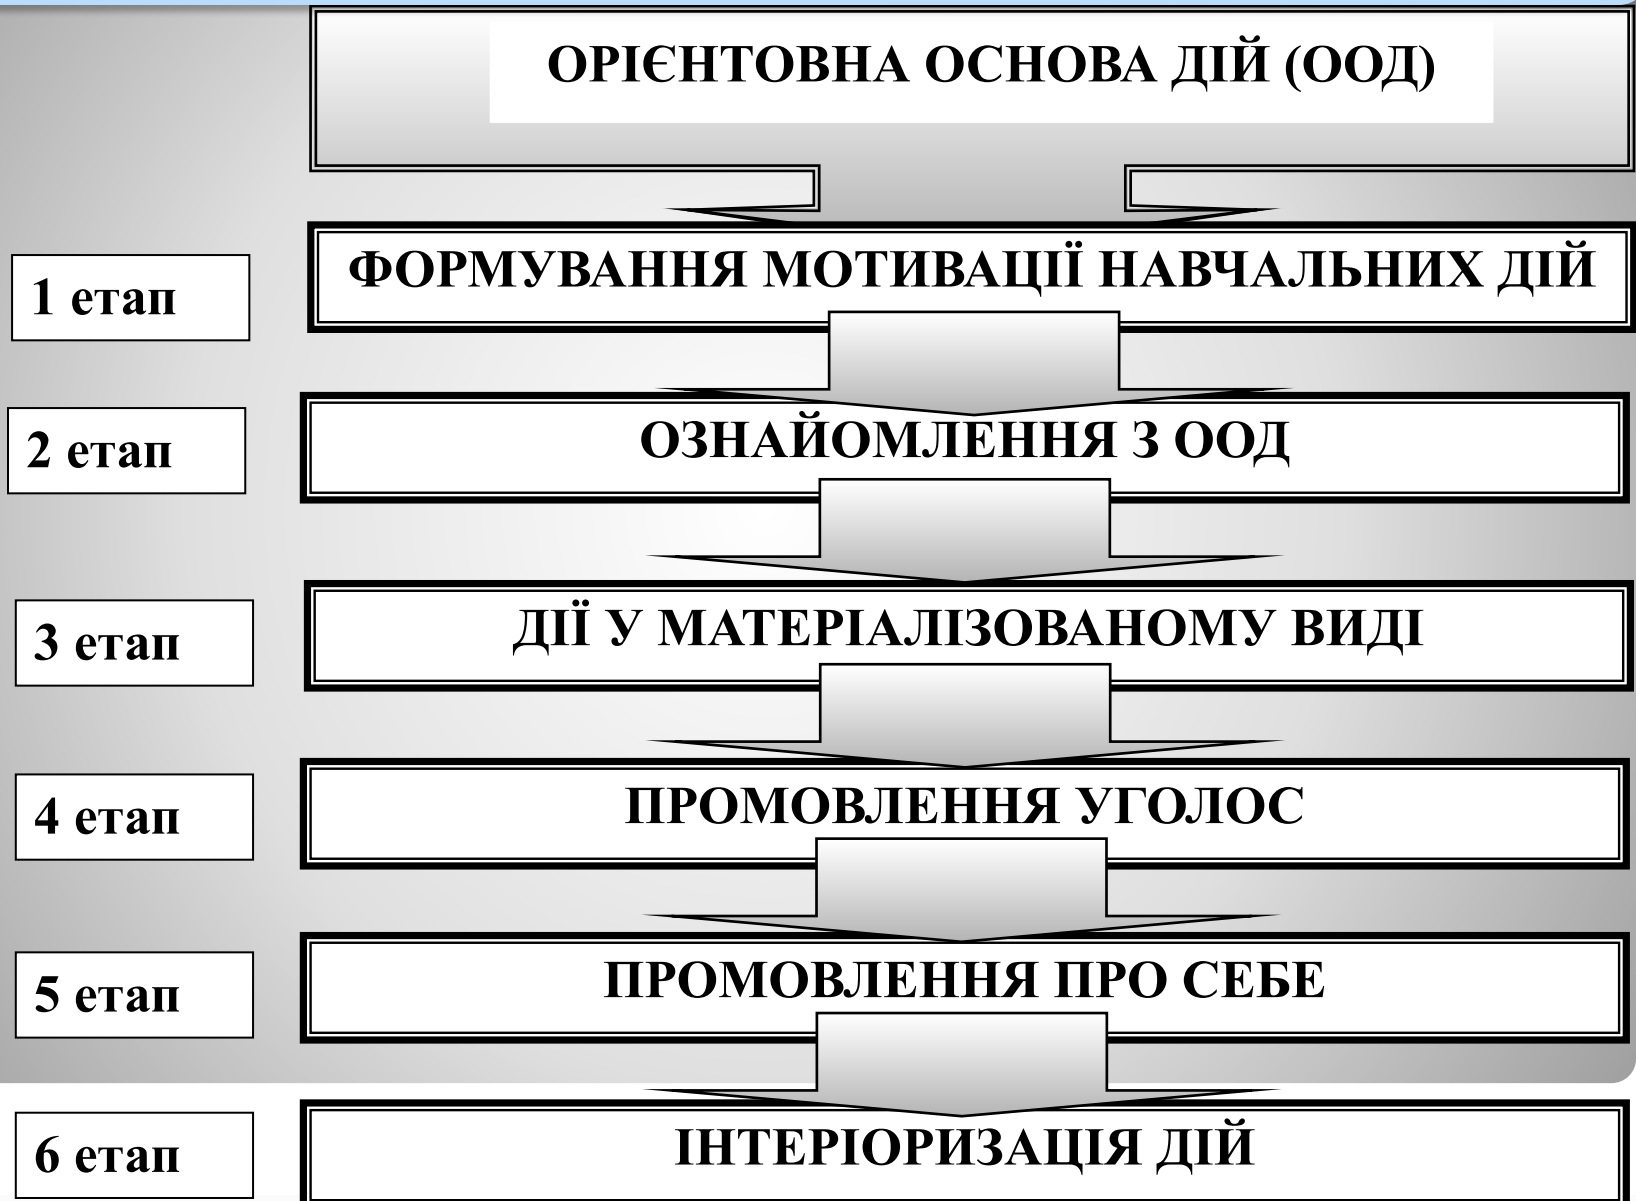 ОРІЄНТОВНА ОСНОВА ДІЙ (ООД)
1 етап
ФОРМУВАННЯ МОТИВАЦІЇ НАВЧАЛЬНИХ ДІЙ
2 етап
ОЗНАЙОМЛЕННЯ З ООД
3 етап
ДІЇ У МАТЕРІАЛІЗОВАНОМУ ВИДІ
4 етап
ПРОМОВЛЕННЯ УГОЛОС
5 етап
ПРОМОВЛЕННЯ ПРО СЕБЕ
6 етап
ІНТЕРІОРИЗАЦІЯ ДІЙ